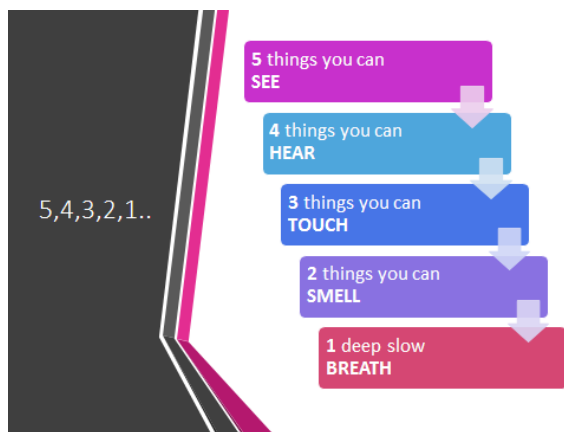 5,4,3,2,1..
5 things you can
SEE
4 things you can
HEAR
3 things you can
TOUCH
2 things you can
SMELL
1 deep slow
BREATH